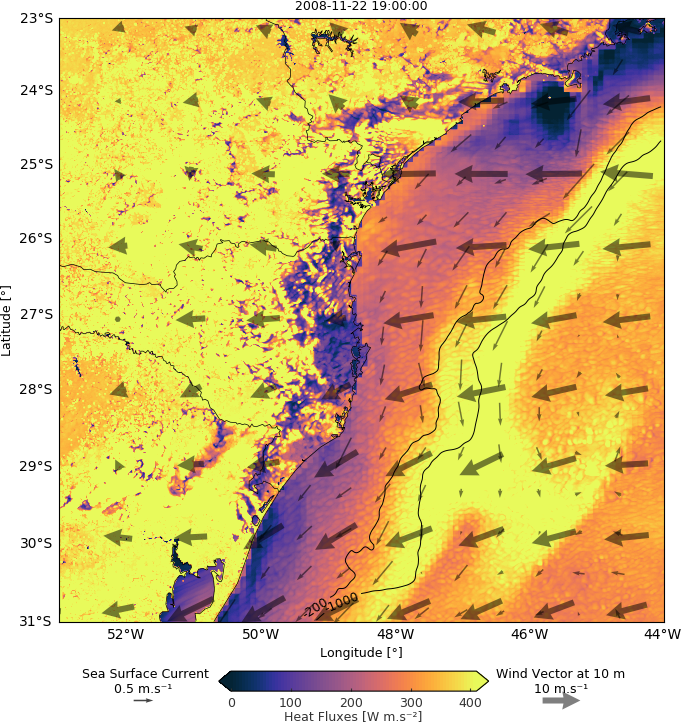 2008-11-22 19:00:00
23°S
24°S
25°S
26°S
27°S
28°S
29°S
30°S
31°S
Latitude [°]
200
1000
52°W 50°W 48°W 46°W 44°W
Longitude [°]
Sea Surface Current
0.5 m.s⁻¹
Wind Vector at 10 m
10 m.s⁻¹
0 100 200 300 400
Heat Fluxes [W m.s⁻²]